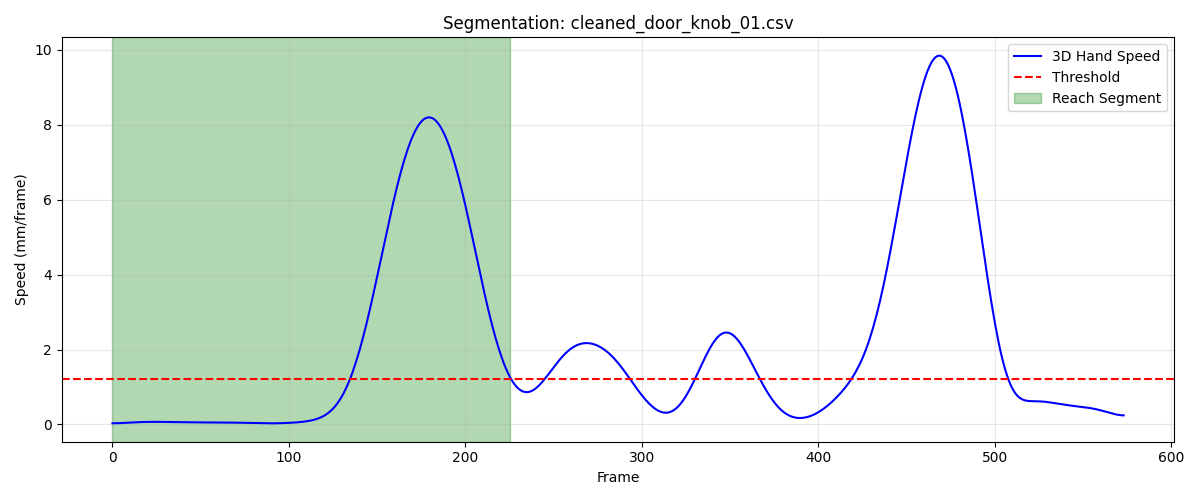 Segmentation: cleaned_door_knob_01.csv
10
8
6
4
2
0
Speed (mm/frame)
3D Hand Speed
Threshold
Reach Segment
0 100 200 300 400 500 600
Frame